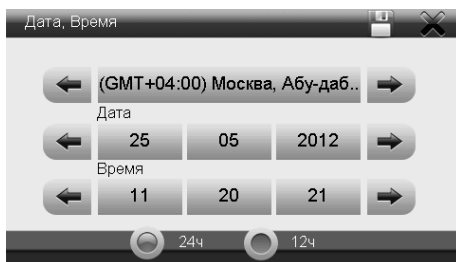 Дата, Время
(GMT+04:00) Москва, Абу-даб..
Дата
25 05 2012
Время
11 20 21
24ч 12ч